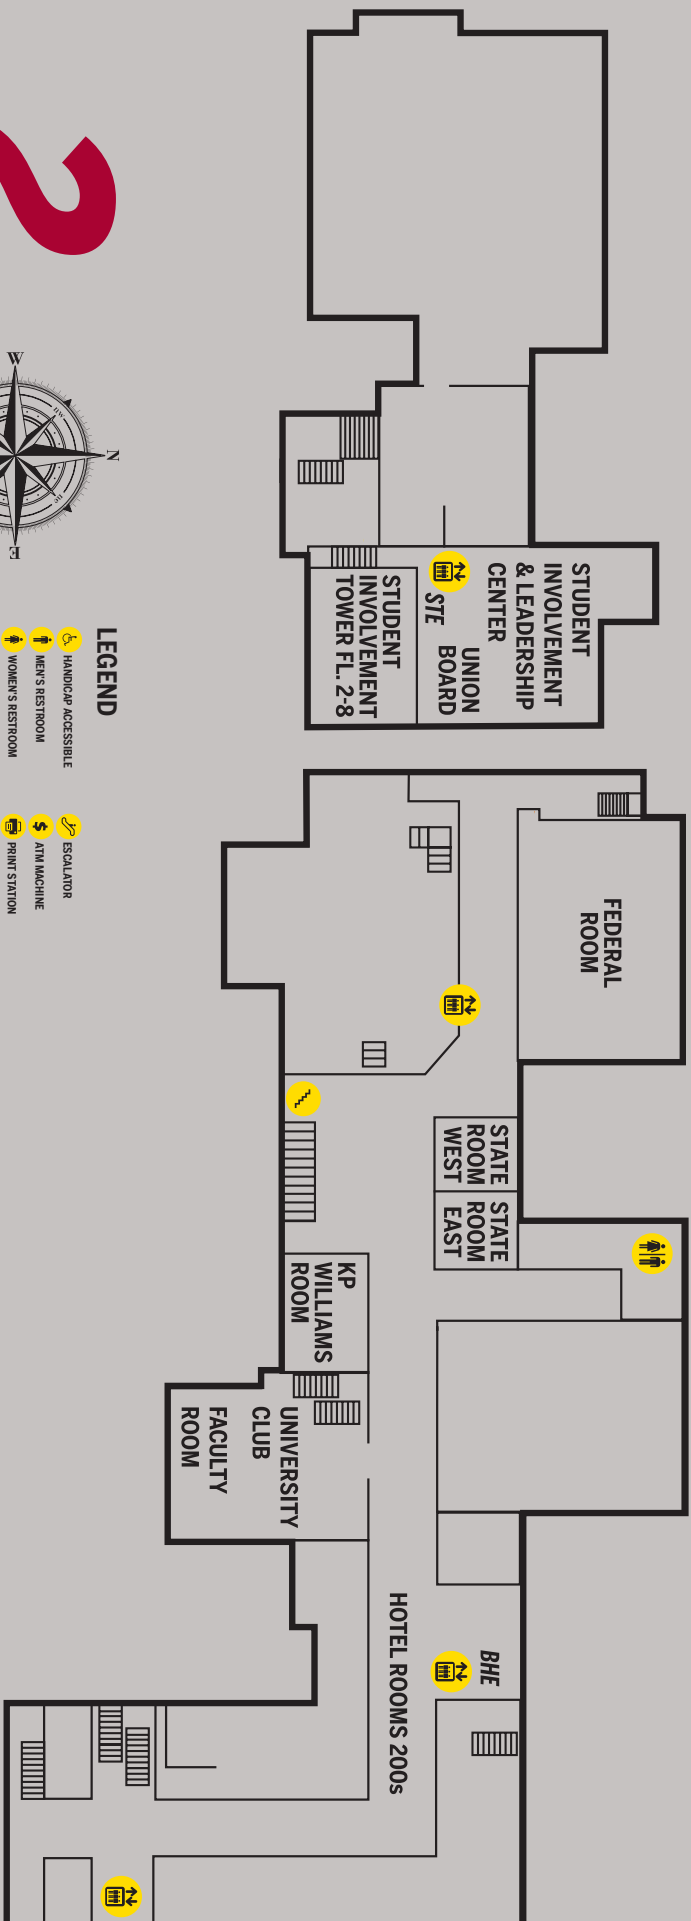 2
W
N
E
nw
ne
LEGEND
HANDICAP ACCESSIBLE
MEN'S RESTROOM
WOMEN'S RESTROOM
ESCALATOR
$
ATM MACHINE
PRINT STATION
STUDENT
INVOLVEMENT
& LEADERSHIP
CENTER
UNION
BOARD
STE
STUDENT
INVOLVEMENT
TOWER FL. 2-8
FEDERAL
ROOM
STATE
ROOM
WEST
STATE
ROOM
EAST
KP
WILLIAMS
ROOM
UNIVERSITY
CLUB
FACULTY
ROOM
BHE
HOTEL ROOMS 200s